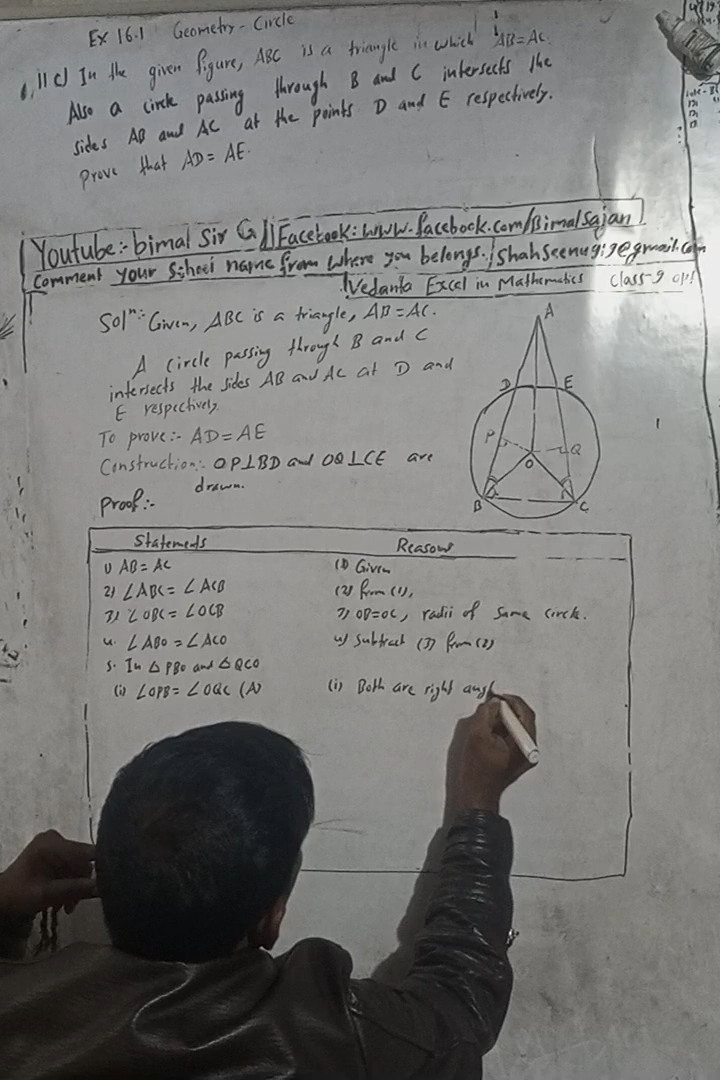 Ex 16.1 Geometry - Circle
11 c) In the given figure, ABC is a triangle in which AB = AC.
Also a circle passing through B and C intersects the
sides AB and AC at the points D and E respectively.
Prove that AD = AE.
Youtube:- bimal Sir G || Facebook: www.facebook.com/Bimalsajan
Comment your School name from where you belongs.
Vedanta Excel in Mathematics Class-9 opt
Solⁿ:- Given, ABC is a triangle, AB = AC.
A circle passing through B and C
intersects the sides AB and AC at D and
E respectively.
To prove:- AD = AE
Construction:- OP⊥BD and OQ⊥CE are
drawn.
Proof:-
A
D
E
P
Q
O
B
C
Statements Reasons
1) AB = AC (1) Given
2) ∠ABC = ∠ACB (2) from (1),
3) ∠OBC = ∠OCB 3) OB=OC, radii of same circle.
4. ∠ABO = ∠ACO 4) Subtract (3) from (2)
5. In △PBO and △QCO
(i) ∠OPB = ∠OQC (A) (i) Both are right angl